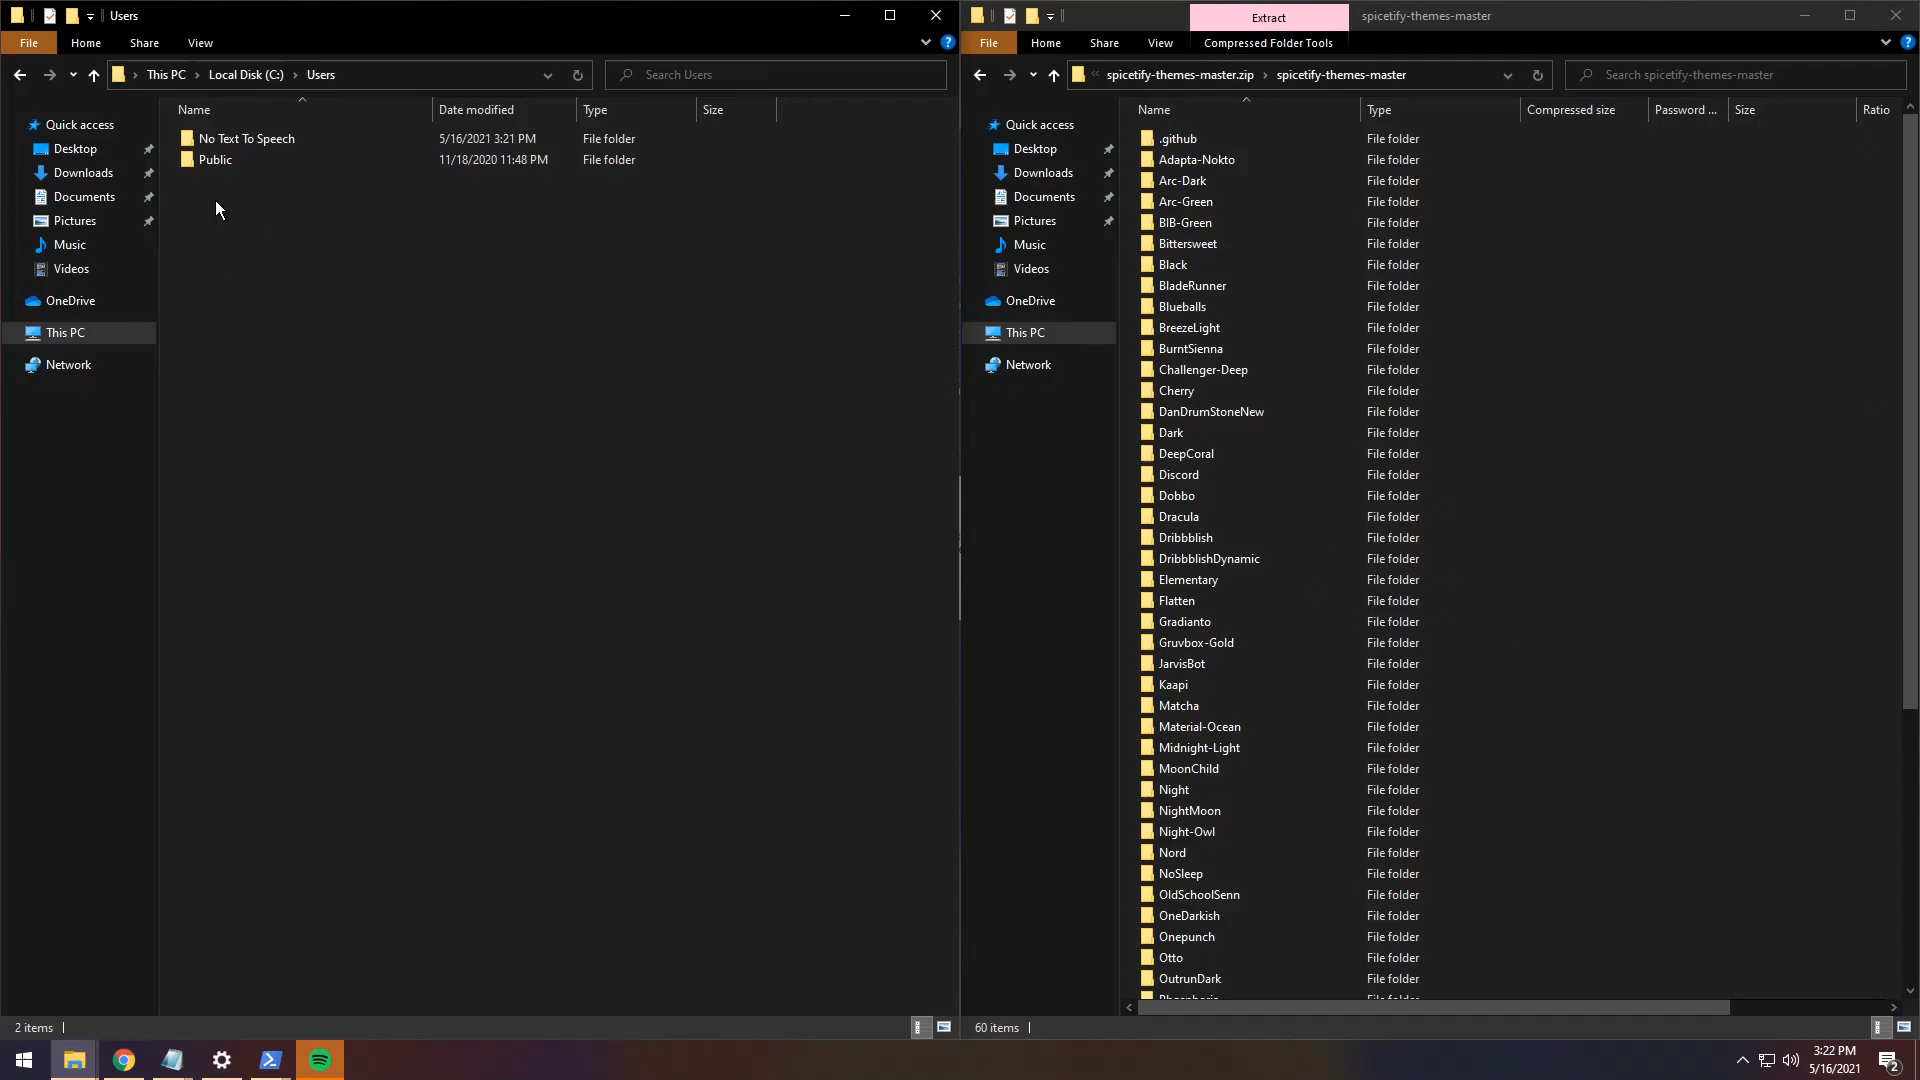 Users
File
Home
Share
View
This PC
Local Disk (C:)
Users
Search Users
Quick access
Desktop
Downloads
Documents
Pictures
Music
Videos
OneDrive
This PC
Network
Name
Date modified
Type
Size
No Text To Speech
5/16/2021 3:21 PM
File folder
Public
11/18/2020 11:48 PM
File folder
2 items
Extract
spicetify-themes-master
File
Home
Share
View
Compressed Folder Tools
spicetify-themes-master.zip
spicetify-themes-master
Search spicetify-themes-master
Quick access
Desktop
Downloads
Documents
Pictures
Music
Videos
OneDrive
This PC
Network
Name
Type
Compressed size
Password ...
Size
Ratio
.github
File folder
Adapta-Nokto
File folder
Arc-Dark
File folder
Arc-Green
File folder
BIB-Green
File folder
Bittersweet
File folder
Black
File folder
BladeRunner
File folder
Blueballs
File folder
BreezeLight
File folder
BurntSienna
File folder
Challenger-Deep
File folder
Cherry
File folder
DanDrumStoneNew
File folder
Dark
File folder
DeepCoral
File folder
Discord
File folder
Dobbo
File folder
Dracula
File folder
Dribbblish
File folder
DribbblishDynamic
File folder
Elementary
File folder
Flatten
File folder
Gradianto
File folder
Gruvbox-Gold
File folder
JarvisBot
File folder
Kaapi
File folder
Matcha
File folder
Material-Ocean
File folder
Midnight-Light
File folder
MoonChild
File folder
Night
File folder
NightMoon
File folder
Night-Owl
File folder
Nord
File folder
NoSleep
File folder
OldSchoolSenn
File folder
OneDarkish
File folder
Onepunch
File folder
Otto
File folder
OutrunDark
File folder
60 items
3:22 PM
5/16/2021
2